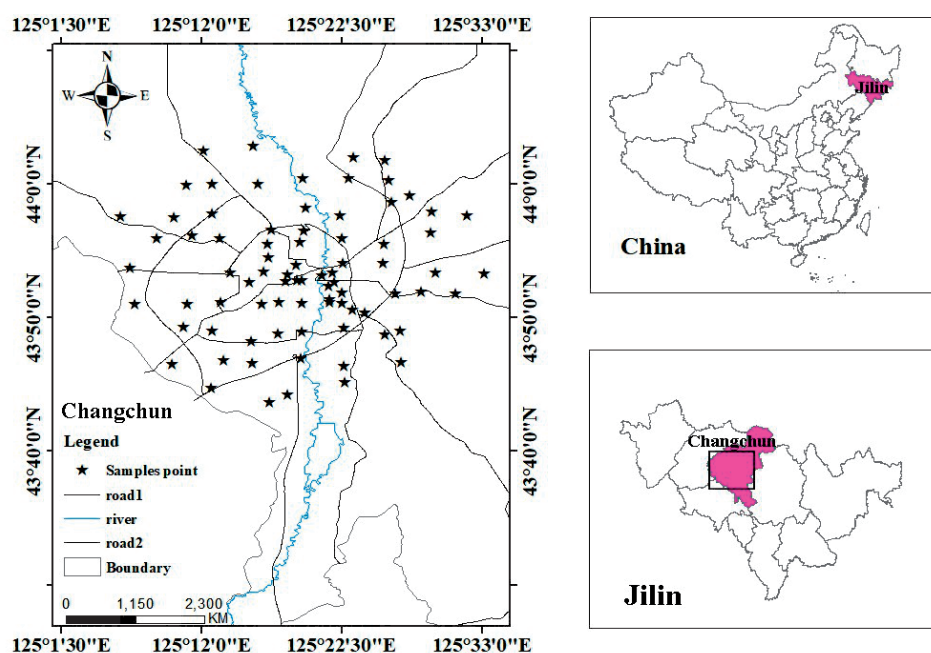 125°1'30"E 125°12'0"E 125°22'30"E 125°33'0"E
N
W E
S
44°0'0"N
43°50'0"N
43°40'0"N
44°0'0"N
43°50'0"N
43°40'0"N
Changchun
Legend
Samples point
road1
river
road2
Boundary
0 1,150 2,300
KM
125°1'30"E 125°12'0"E 125°22'30"E 125°33'0"E
Jilin
China
Changchun
Jilin